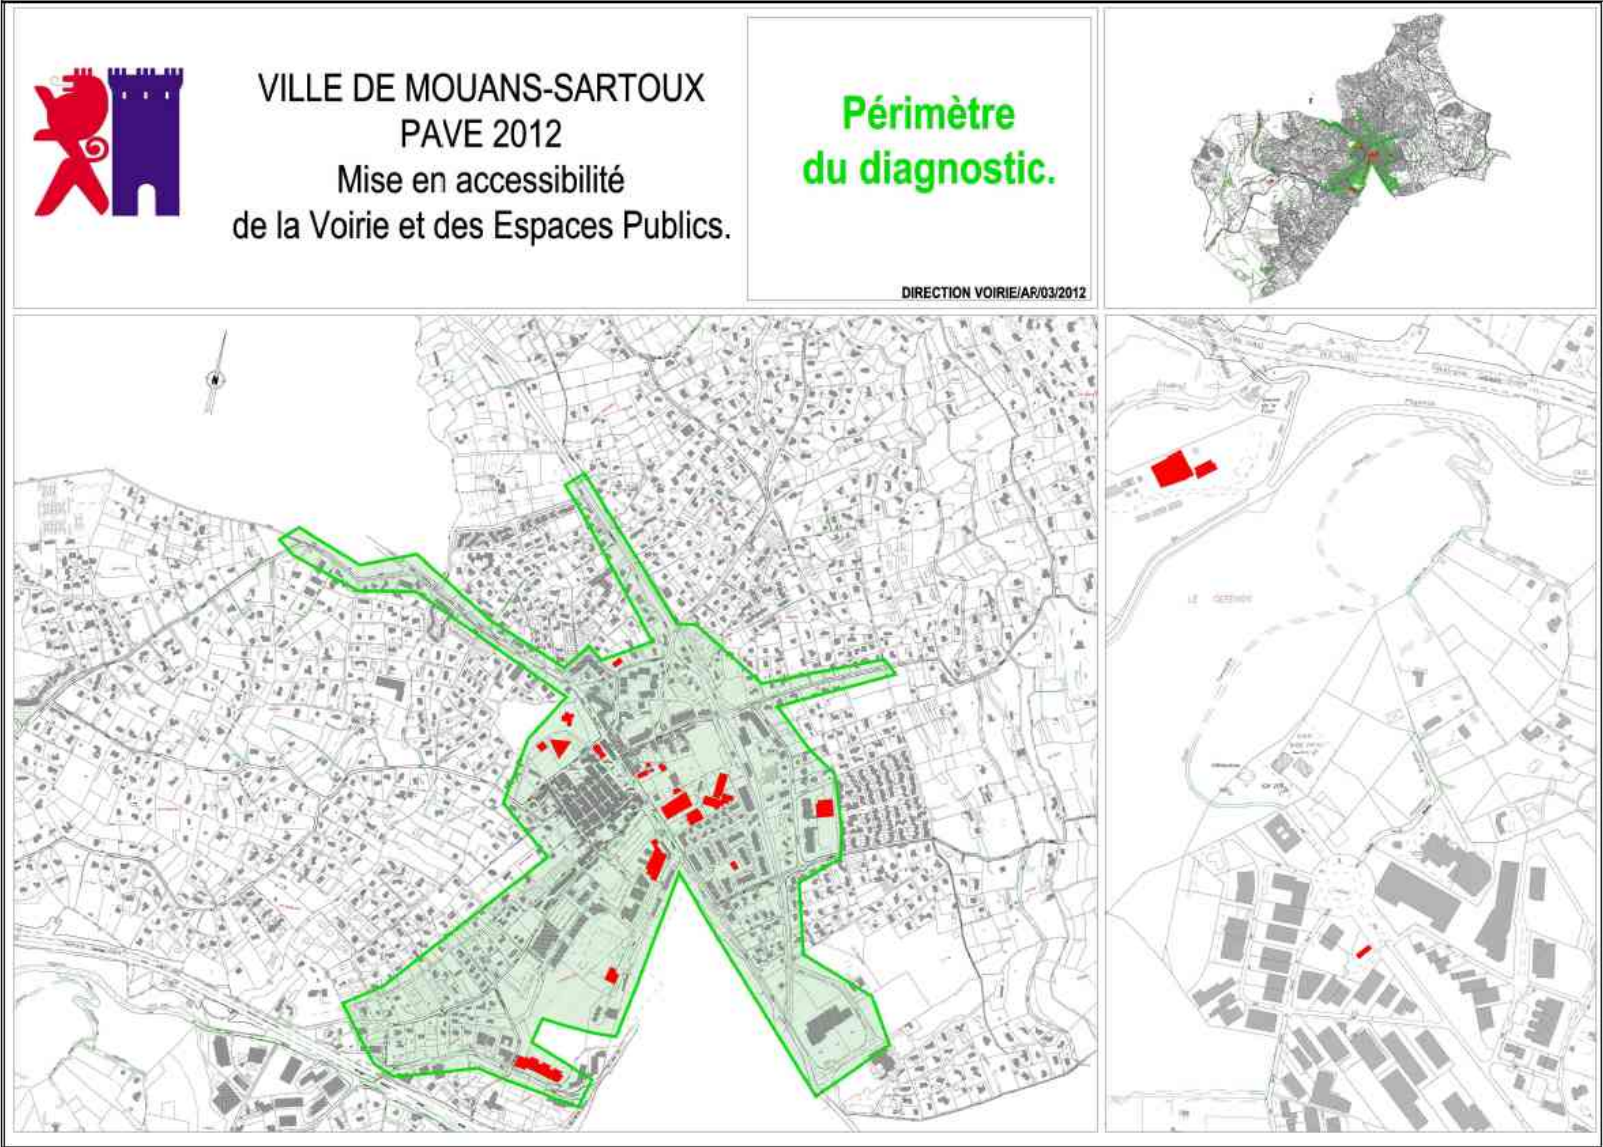 VILLE DE MOUANS-SARTOUX
PAVE 2012
Mise en accessibilité
de la Voirie et des Espaces Publics.
Périmètre
du diagnostic.
DIRECTION VOIRIE/AR/03/2012
N
LE